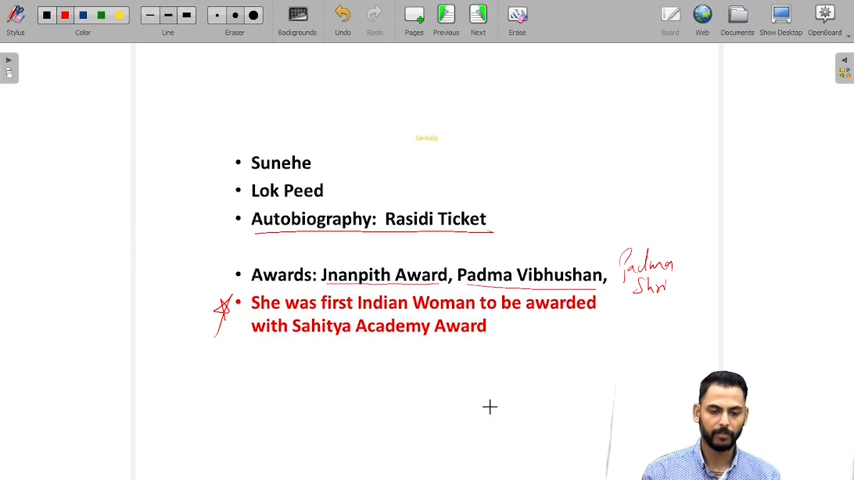 Stylus
Color
Line
Eraser
Backgrounds
Undo
Redo
Pages
Previous
Next
Erase
Board
Web
Documents
Show Desktop
OpenBoard
• Sunehe
• Lok Peed
• Autobiography: Rasidi Ticket
• Awards: Jnanpith Award, Padma Vibhushan,
Padma
Shri
• She was first Indian Woman to be awarded
with Sahitya Academy Award